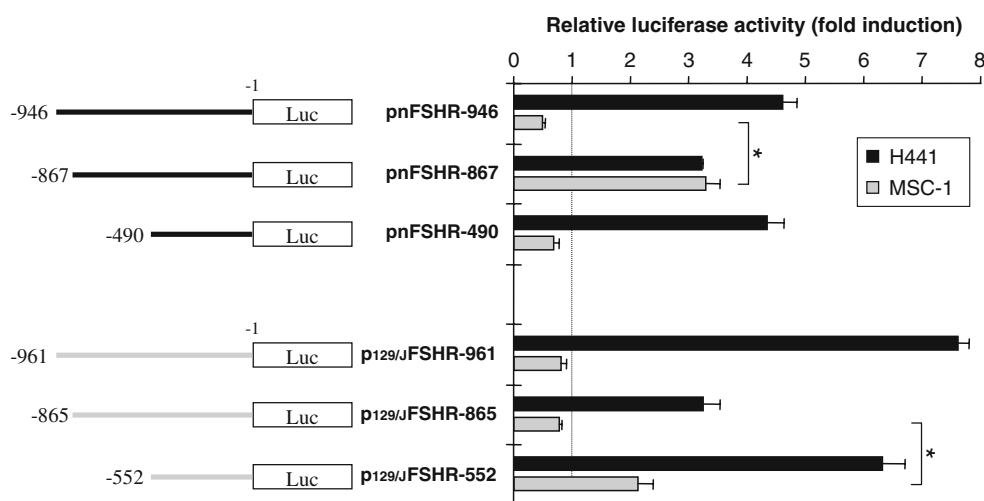 Relative luciferase activity (fold induction)
0 1 2 3 4 5 6 7 8
-1
-946 Luc pnFSHR-946
*
H441
MSC-1
-867 Luc pnFSHR-867
-490 Luc pnFSHR-490
-1
-961 Luc p129/JFSHR-961
-865 Luc p129/JFSHR-865
*
-552 Luc p129/JFSHR-552